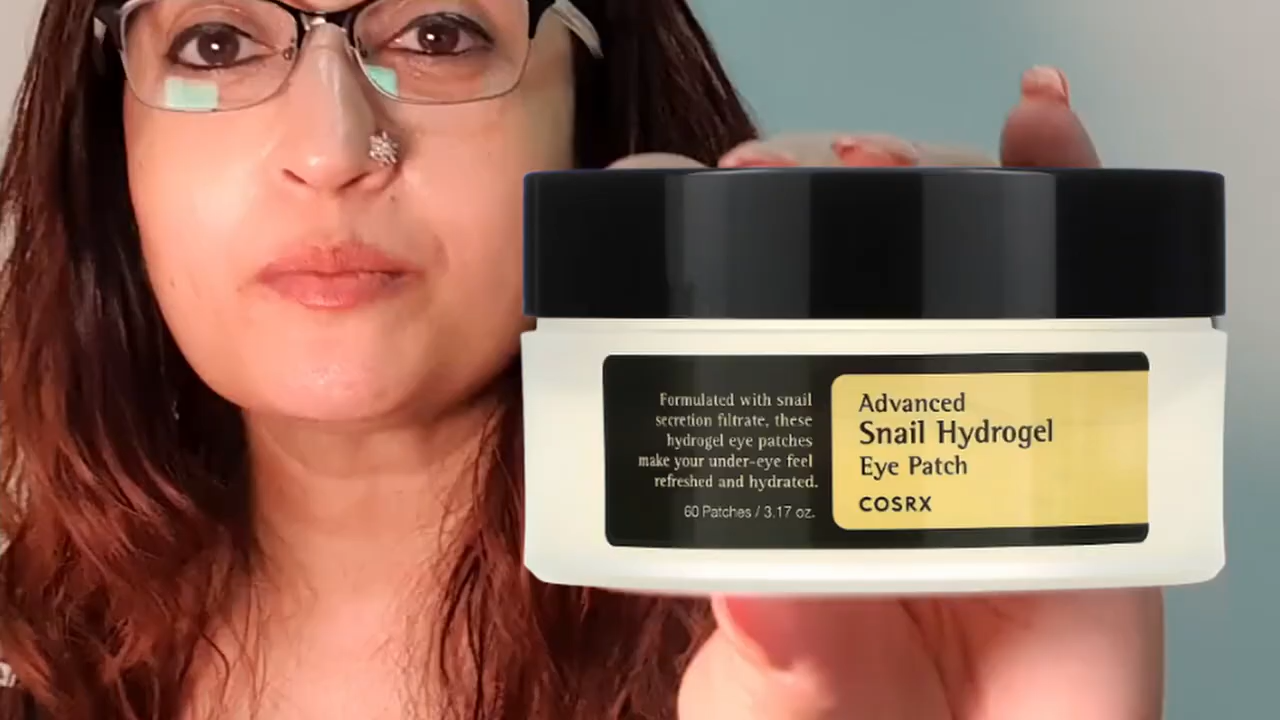 Formulated with snail
secretion filtrate, these
hydrogel eye patches
make your under-eye feel
refreshed and hydrated.
60 Patches / 3.17 oz.
Advanced
Snail Hydrogel
Eye Patch
COSRX